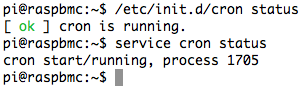 pi@raspbmc:~$ /etc/init.d/cron status
[ ok ] cron is running.
pi@raspbmc:~$ service cron status
cron start/running, process 1705
pi@raspbmc:~$